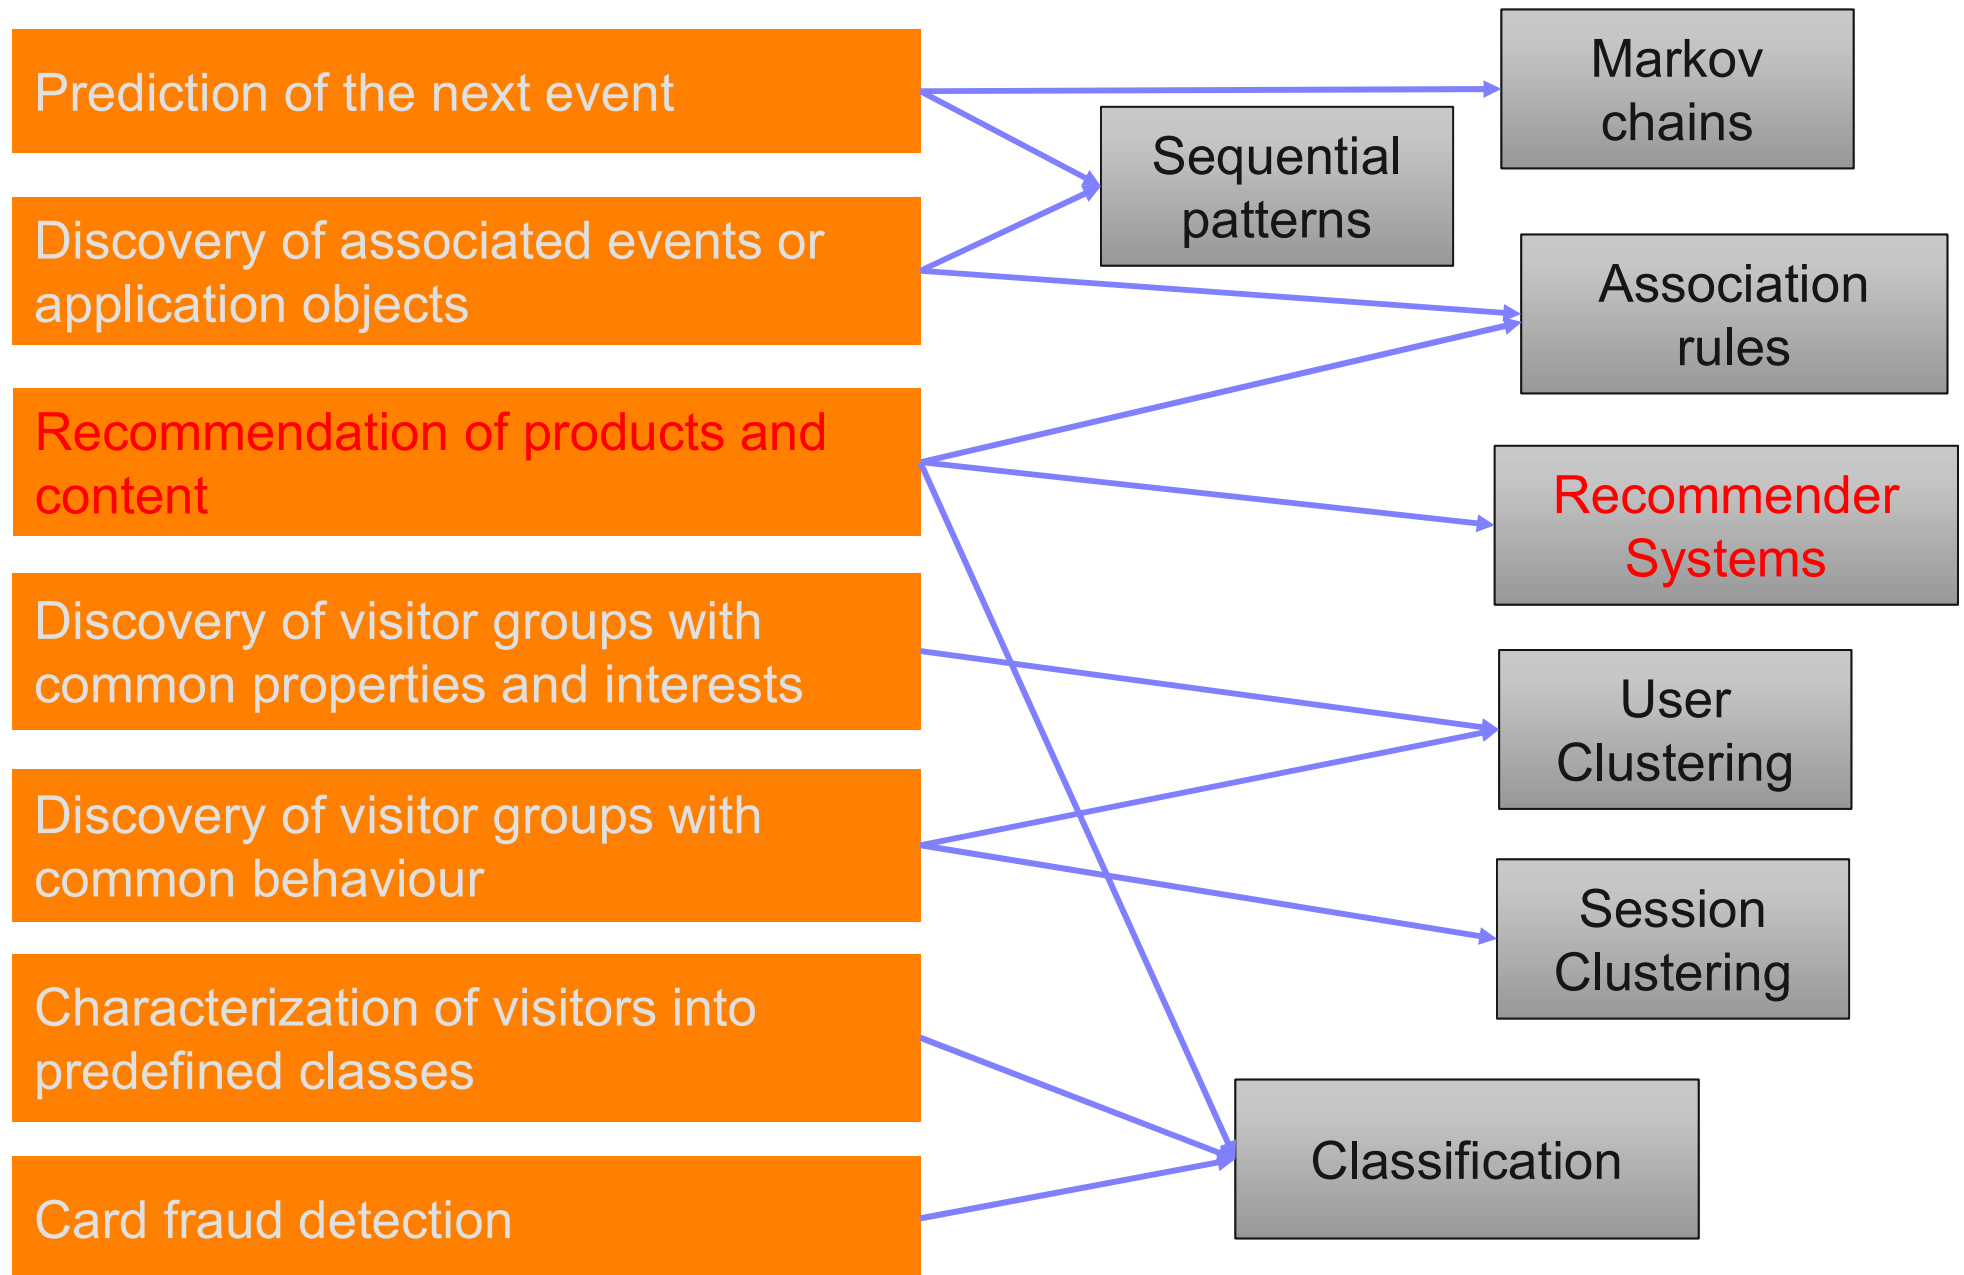 Prediction of the next event
Discovery of associated events or
application objects
Recommendation of products and
content
Discovery of visitor groups with
common properties and interests
Discovery of visitor groups with
common behaviour
Characterization of visitors into
predefined classes
Card fraud detection
Markov
chains
Sequential
patterns
Association
rules
Recommender
Systems
User
Clustering
Session
Clustering
Classification